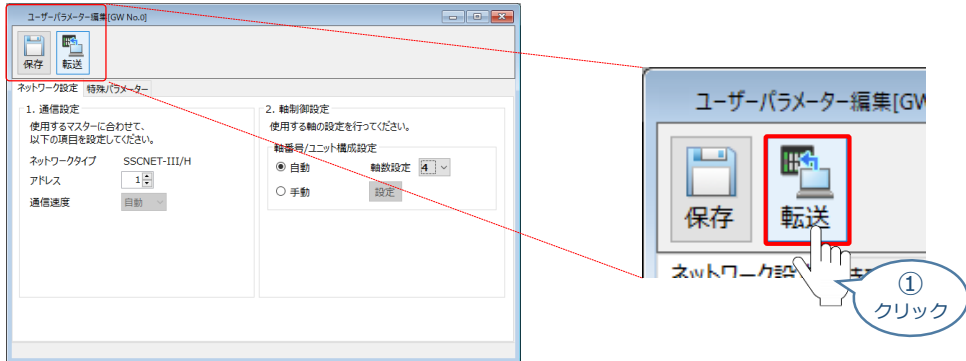 ユーザーパラメーター編集[GW No.0]
保存 転送
ネットワーク設定 特殊パラメーター
1. 通信設定
使用するマスターに合わせて、
以下の項目を設定してください。
ネットワークタイプ SSCNET-III/H
アドレス 1
通信速度 自動
2. 軸制御設定
使用する軸の設定を行ってください。
軸番号/ユニット構成設定
自動 軸数設定 4
手動 設定
ユーザーパラメーター編集[GW
保存 転送
ネットワーク設
①
クリック